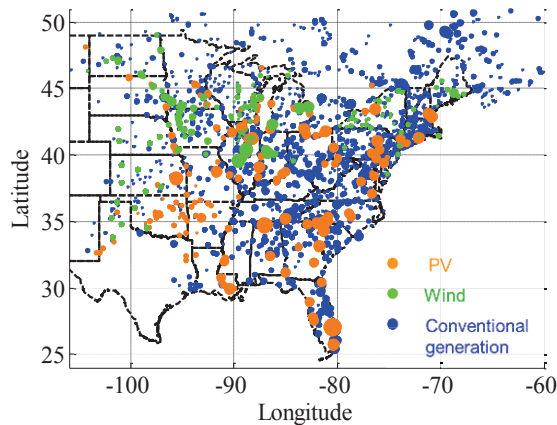 50
45
40
35
30
25
Latitude
-100
-90
-80
-70
-60
Longitude
PV
Wind
Conventional
generation